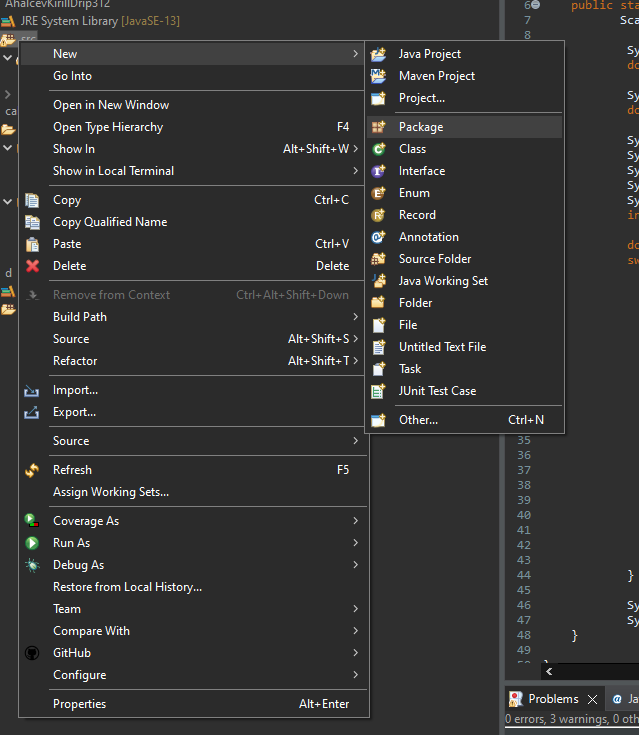 AhalcevKirillDrip312
JRE System Library [JavaSE-13]
src
New
Go Into
Open in New Window
Open Type Hierarchy F4
Show In Alt+Shift+W
Show in Local Terminal
Copy Ctrl+C
Copy Qualified Name
Paste Ctrl+V
Delete Delete
Remove from Context Ctrl+Alt+Shift+Down
Build Path
Source Alt+Shift+S
Refactor Alt+Shift+T
Import...
Export...
Source
Refresh F5
Assign Working Sets...
Coverage As
Run As
Debug As
Restore from Local History...
Team
Compare With
GitHub
Configure
Properties Alt+Enter
Java Project
Maven Project
Project...
Package
Class
Interface
Enum
Record
Annotation
Source Folder
Java Working Set
Folder
File
Untitled Text File
Task
JUnit Test Case
Other... Ctrl+N
ca
d
6 public sta
7 Sca
8
Sy
do
Sy
do
Sy
Sy
Sy
Sy
Sy
in
do
sw
35
36
37
38
39
40
41
42
43
44 }
45
46 Sy
47 Sy
48 }
49
Problems @ Ja
0 errors, 3 warnings, 0 oth